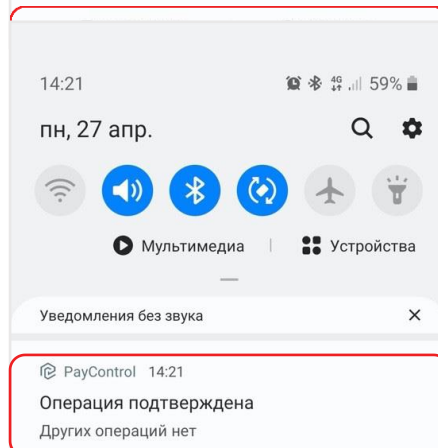 14:21 4G 59%
пн, 27 апр.
Мультимедиа | Устройства
Уведомления без звука
PayControl 14:21
Операция подтверждена
Других операций нет